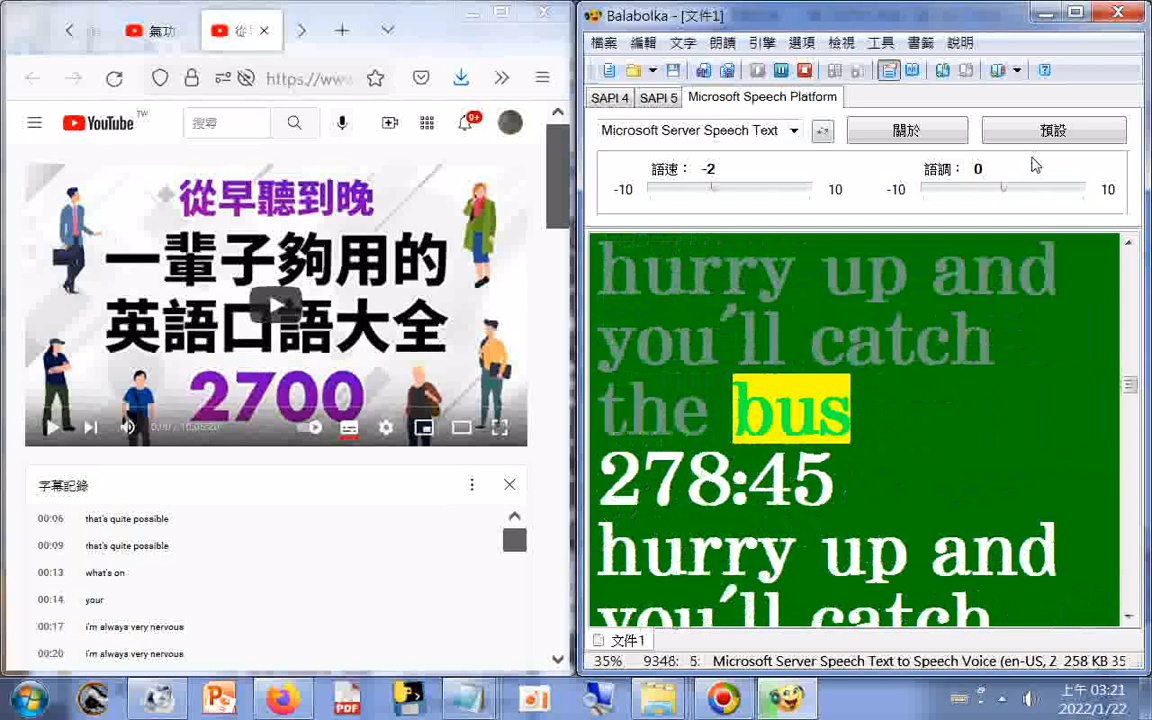 氣功
從!
https://www
YouTube TW
搜尋
9+
從早聽到晚
一輩子夠用的
英語口語大全
2700
字幕記錄
00:06 that's quite possible
00:09 that's quite possible
00:13 what's on
00:14 your
00:17 i'm always very nervous
00:20 i'm always very nervous
Balabolka - [文件1]
檔案 編輯 文字 朗讀 引擎 選項 檢視 工具 書籤 說明
SAPI 4 SAPI 5 Microsoft Speech Platform
Microsoft Server Speech Text
關於
預設
語速： -2
-10 10
語調： 0
-10 10
hurry up and
you'll catch
the bus
278:45
hurry up and
you'll catch
文件1
35% 9348: 5: Microsoft Server Speech Text to Speech Voice (en-US, Z 258 KB 35
PDF
上午 03:21
2022/1/22